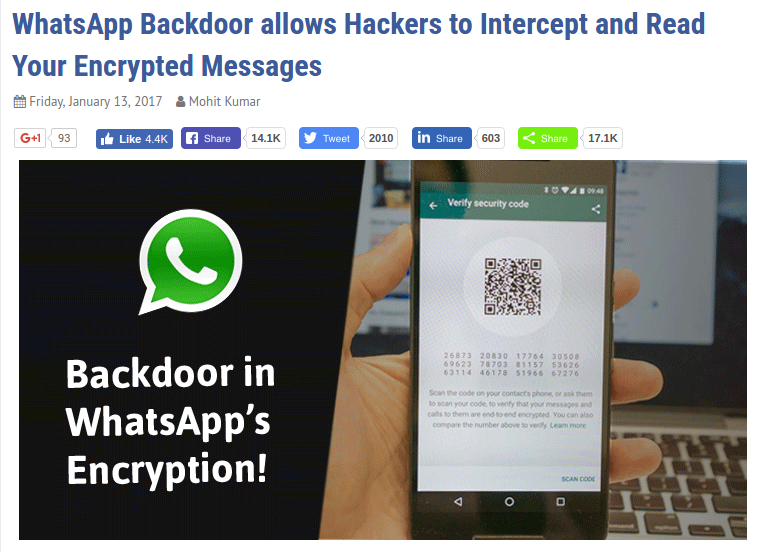 WhatsApp Backdoor allows Hackers to Intercept and Read
Your Encrypted Messages
Friday, January 13, 2017 Mohit Kumar
G+1 93 Like 4.4K Share 14.1K Tweet 2010 in Share 603 Share 17.1K
09:48
Verify security code
Backdoor in
WhatsApp's
Encryption!
26873 20830 17764 30508
69623 78703 81157 53626
63114 46178 51966 67276
Scan the code on your contact's phone, or ask them
to scan your code, to verify that your messages and
calls to them are end-to-end encrypted. You can also
compare the number above to verify. Learn more
SCAN CODE